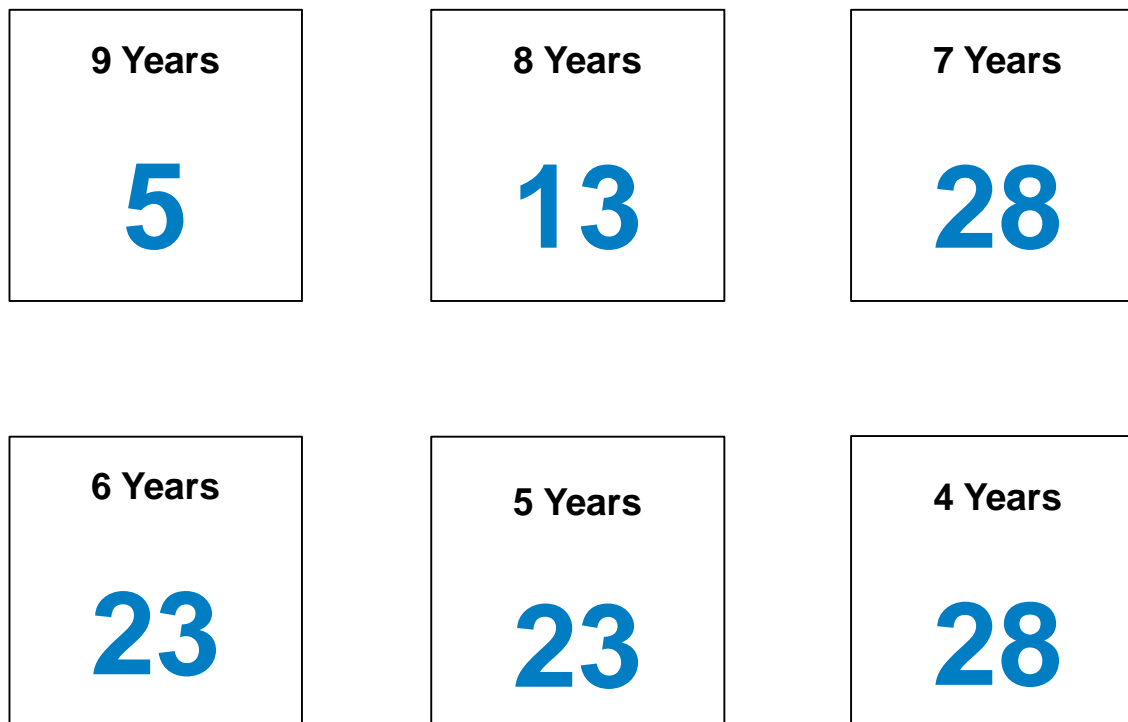 9 Years
5
8 Years
13
7 Years
28
6 Years
23
5 Years
23
4 Years
28